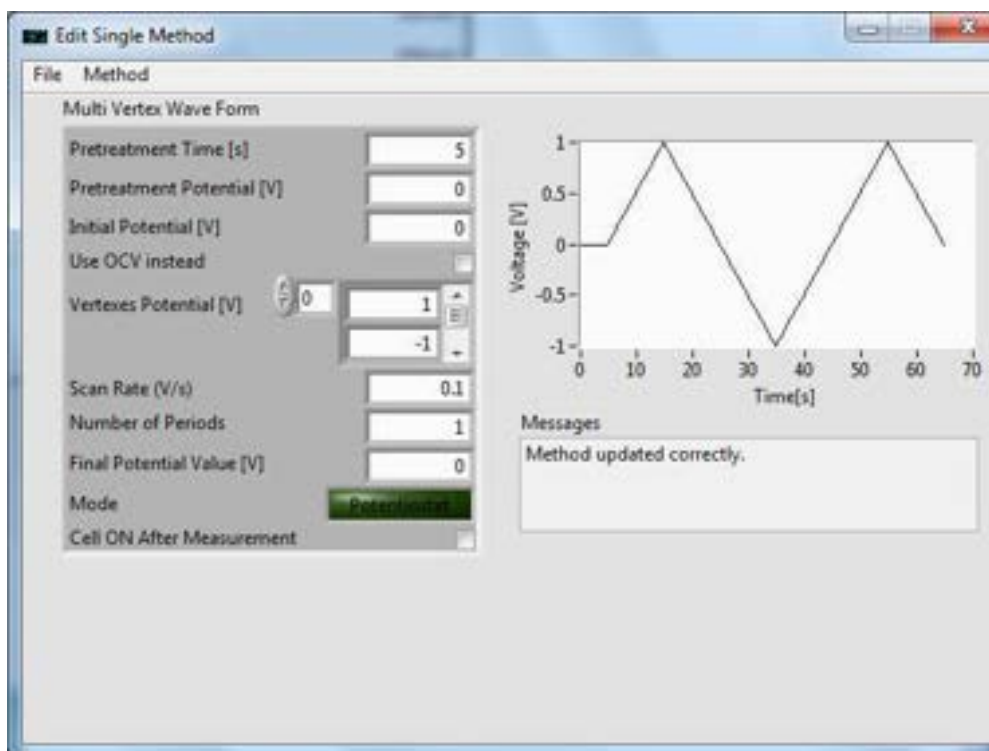 Edit Single Method
File Method
Multi Vertex Wave Form
Pretreatment Time [s] 5
Pretreatment Potential [V] 0
Initial Potential [V] 0
Use OCV instead
Vertexes Potential [V] 0 1
-1
Scan Rate (V/s) 0.1
Number of Periods 1
Final Potential Value [V] 0
Mode Potentiostat
Cell ON After Measurement
Voltage [V]
1
0.5
0
-0.5
-1
0 10 20 30 40 50 60 70
Time[s]
Messages
Method updated correctly.